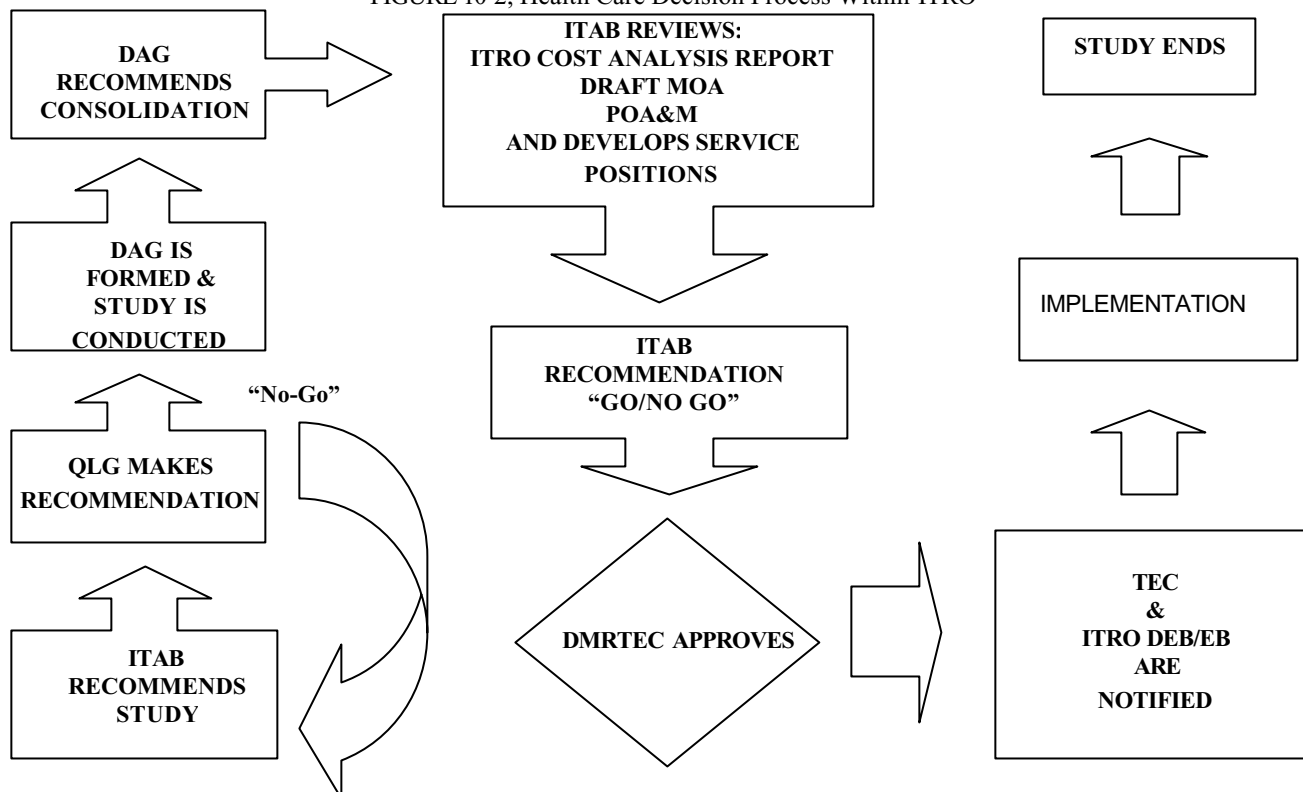 FIGURE 10-2, Health Care Decision Process Within ITRO
DAG
RECOMMENDS
CONSOLIDATION
ITAB REVIEWS:
ITRO COST ANALYSIS REPORT
DRAFT MOA
POA&M
AND DEVELOPS SERVICE
POSITIONS
STUDY ENDS
DAG IS
FORMED &
STUDY IS
CONDUCTED
IMPLEMENTATION
ITAB
RECOMMENDATION
“GO/NO GO”
“No-Go”
QLG MAKES
RECOMMENDATION
DMRTEC APPROVES
TEC
&
ITRO DEB/EB
ARE
NOTIFIED
ITAB
RECOMMENDS
STUDY